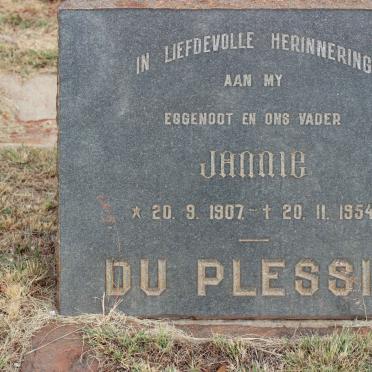 IN LIEFDEVOLLE HERINNERING
AAN MY
EGGENOOT EN ONS VADER
JANNIE
* 20. 9. 1907 - † 20. 11. 1954
DU PLESSI